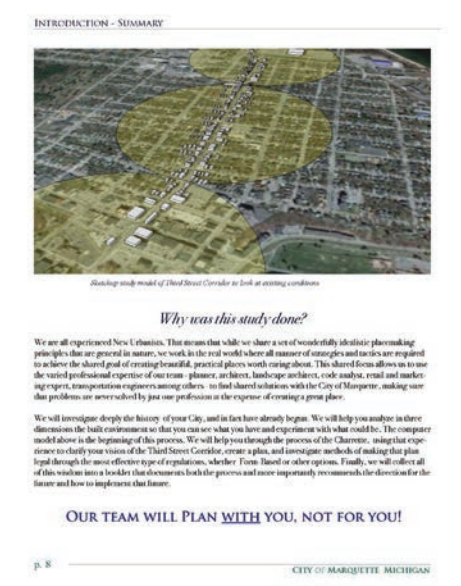 INTRODUCTION - SUMMARY
Sketchup study model of Third Street Corridor to look at existing conditions
Why was this study done?
We are all experienced New Urbanists. That means that while we share a set of wonderfully idealistic placemaking
principles that are general in nature, we work in the real world where all manner of strategies and tactics are required
to achieve the shared goal of creating beautiful, practical places worth caring about. This shared focus allows us to use
the varied professional expertise of our team - planner, architect, landscape architect, code analyst, retail and market-
ing expert, transportation engineers among others - to find shared solutions with the City of Marquette, making sure
that problems are never solved by just one profession at the expense of creating a great place.
We will investigate deeply the history of your City, and in fact have already begun. We will help you analyze in three
dimensions the built environment so that you can see what you have and experiment with what could be. The computer
model above is the beginning of this process. We will help you through the process of the Charrette, using that expe-
rience to clarify your vision of the Third Street Corridor, create a plan, and investigate methods of making that plan
legal through the most effective type of regulations, whether Form-Based or other options. Finally, we will collect all
of this wisdom into a booklet that documents both the process and more importantly recommends the direction for the
future and how to implement that future.
OUR TEAM WILL PLAN WITH YOU, NOT FOR YOU!
p. 8
CITY OF MARQUETTE MICHIGAN